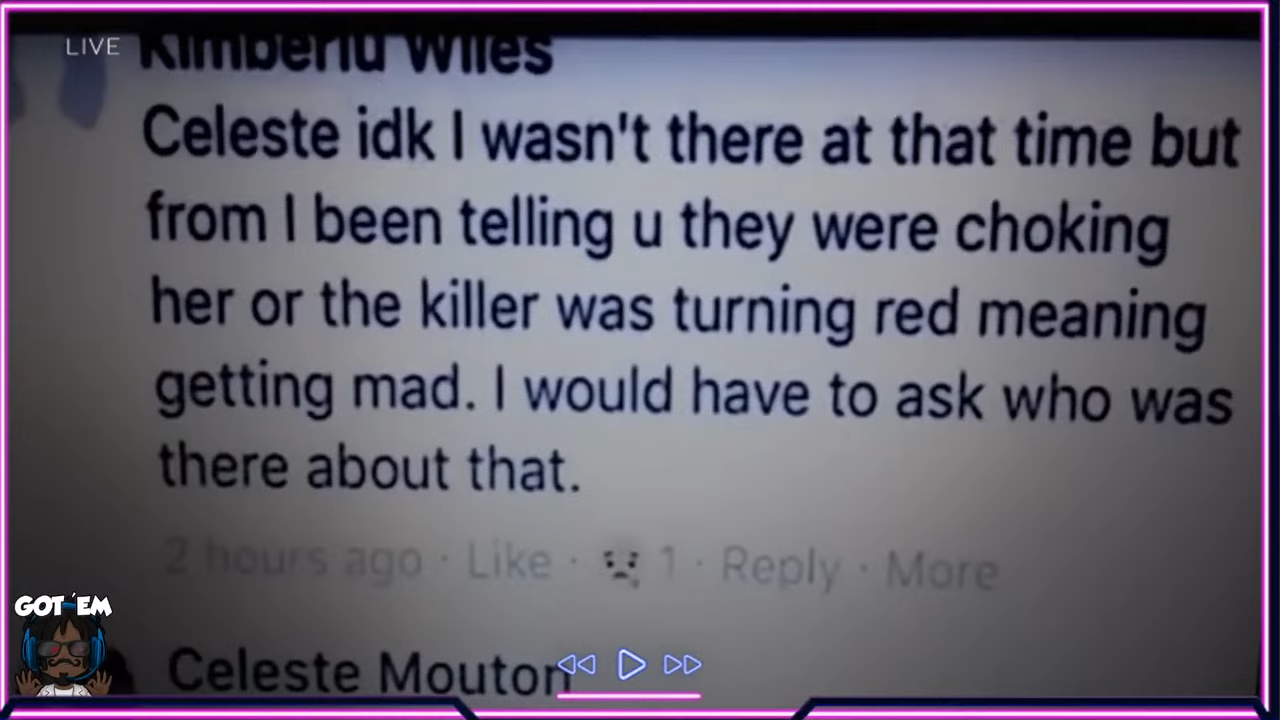 LIVE
Kimberlu Wiles
Celeste idk I wasn't there at that time but
from I been telling u they were choking
her or the killer was turning red meaning
getting mad. I would have to ask who was
there about that.
2 hours ago · Like · 1 · Reply · More
GOT 'EM
Celeste Mouton